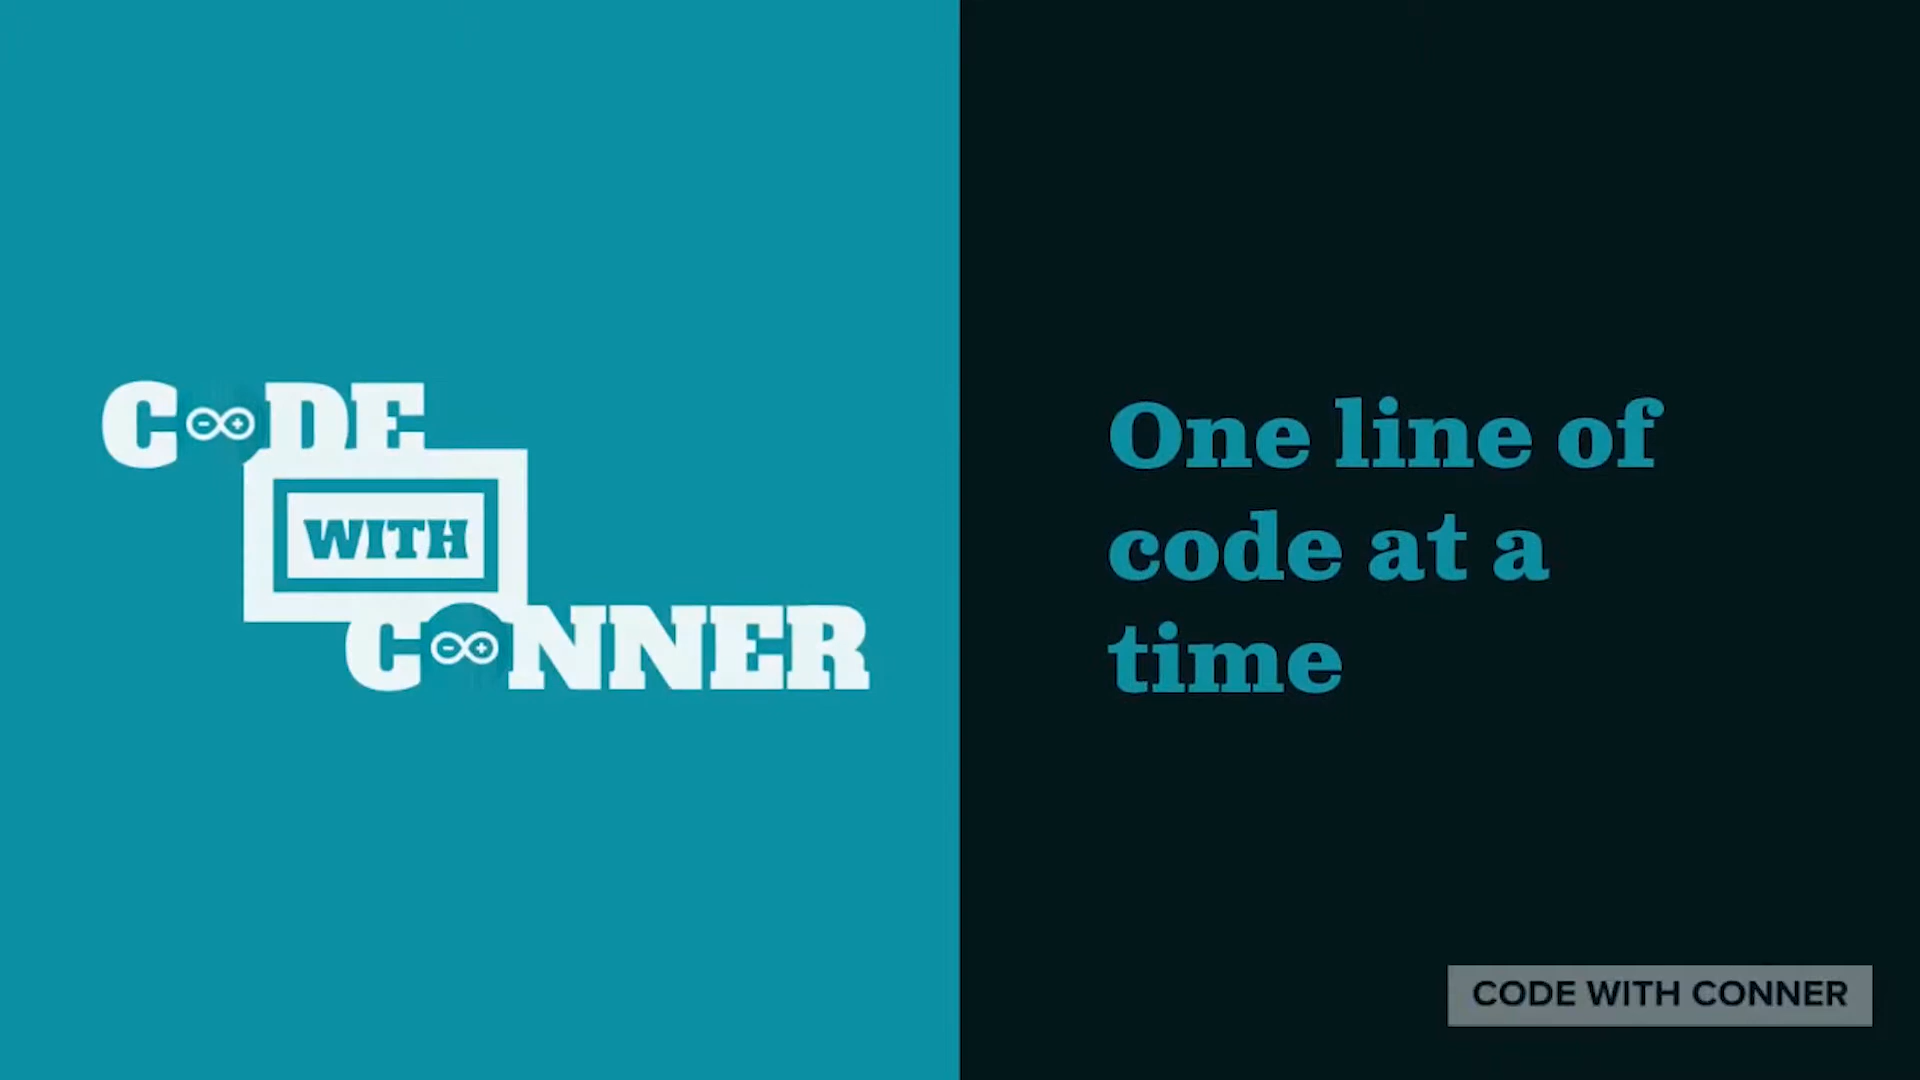 CODE
WITH
CONNER
One line of
code at a
time
CODE WITH CONNER